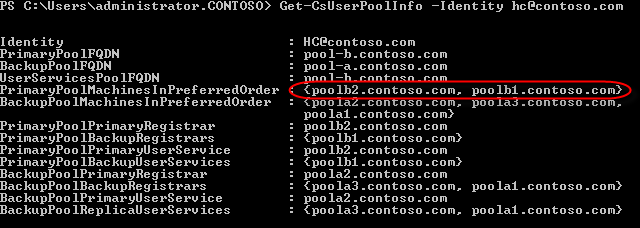 PS C:\Users\administrator.CONTOSO> Get-CsUserPoolInfo -Identity hc@contoso.com
Identity : HC@contoso.com
PrimaryPoolFQDN : pool-b.contoso.com
BackupPoolFQDN : pool-a.contoso.com
UserServicesPoolFQDN : pool-b.contoso.com
PrimaryPoolMachinesInPreferredOrder : {poolb2.contoso.com, poolb1.contoso.com}
BackupPoolMachinesInPreferredOrder : {poola2.contoso.com, poola3.contoso.com,
poola1.contoso.com}
PrimaryPoolPrimaryRegistrar : poolb2.contoso.com
PrimaryPoolBackupRegistrars : {poolb1.contoso.com}
PrimaryPoolPrimaryUserService : poolb2.contoso.com
PrimaryPoolBackupUserServices : {poolb1.contoso.com}
BackupPoolPrimaryRegistrar : poola2.contoso.com
BackupPoolBackupRegistrars : {poola3.contoso.com, poola1.contoso.com}
BackupPoolPrimaryUserService : poola2.contoso.com
BackupPoolReplicaUserServices : {poola3.contoso.com, poola1.contoso.com}